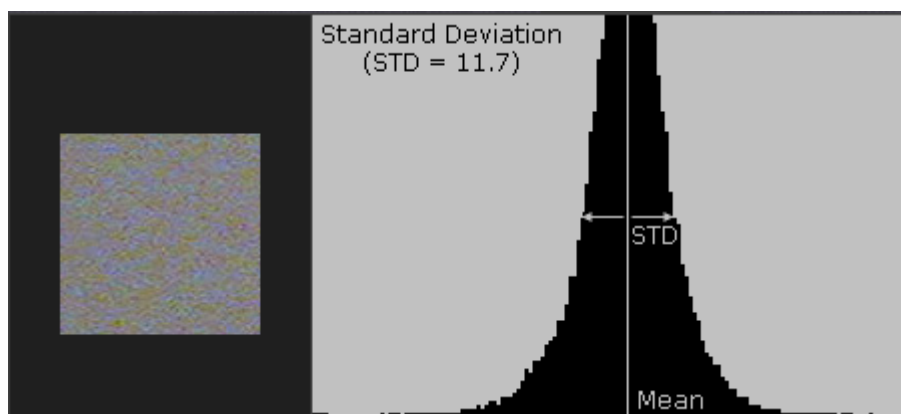 Standard Deviation
(STD = 11.7)
STD
Mean